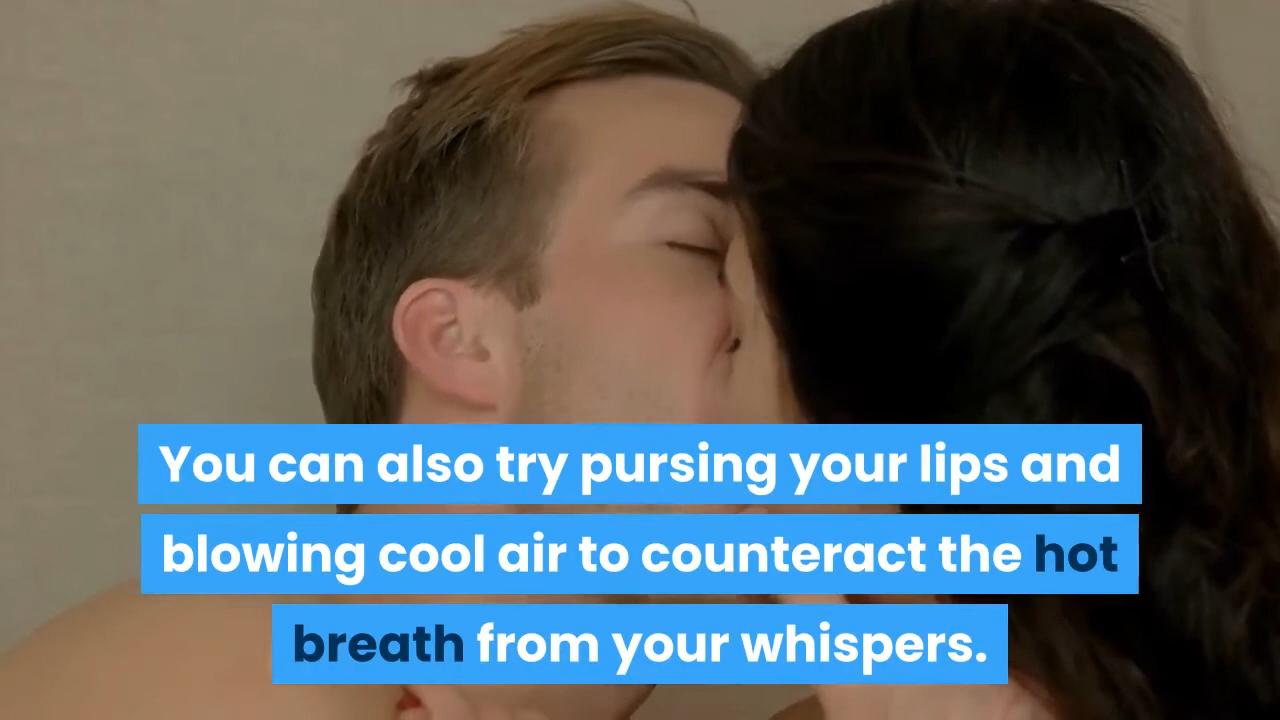 You can also try pursing your lips and
blowing cool air to counteract the hot
breath from your whispers.